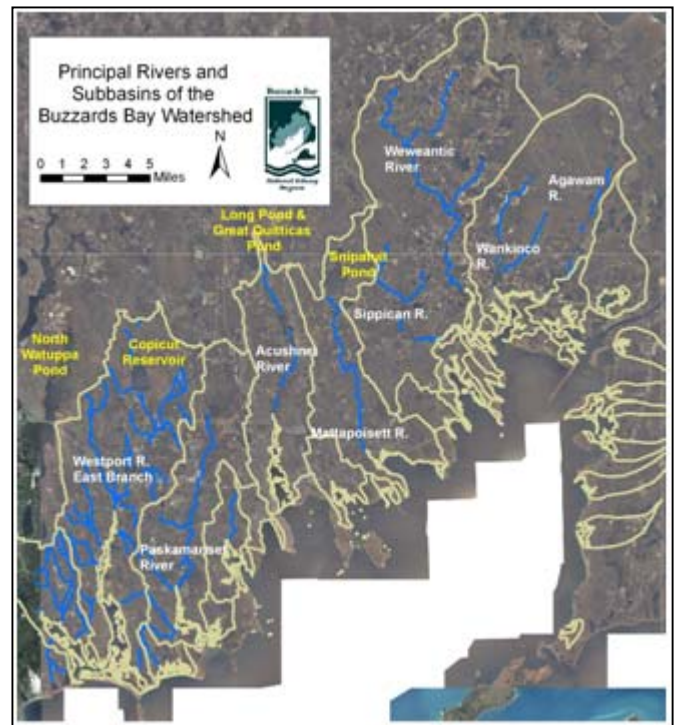 Principal Rivers and
Subbasins of the
Buzzards Bay Watershed
Buzzards Bay
N
0 1 2 3 4 5
Miles
Weweantic
River
Agawam
R.
Long Pond &
Great Quitticas
Pond
Snipatuit
Pond
Wankinco
R.
Sippican R.
North
Watuppa
Pond
Copicut
Reservoir
Acushnet
River
Mattapoisett R.
Westport R.
East Branch
Paskamanset
River